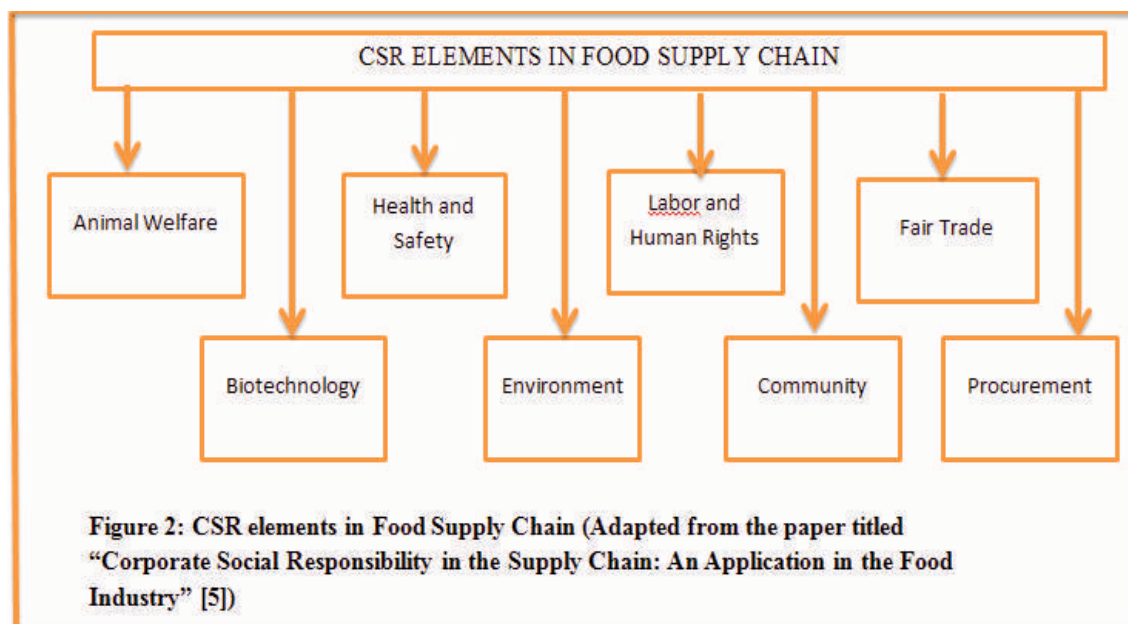 CSR ELEMENTS IN FOOD SUPPLY CHAIN
Animal Welfare
Health and
Safety
Labor and
Human Rights
Fair Trade
Biotechnology
Environment
Community
Procurement
Figure 2: CSR elements in Food Supply Chain (Adapted from the paper titled
“Corporate Social Responsibility in the Supply Chain: An Application in the Food
Industry” [5])